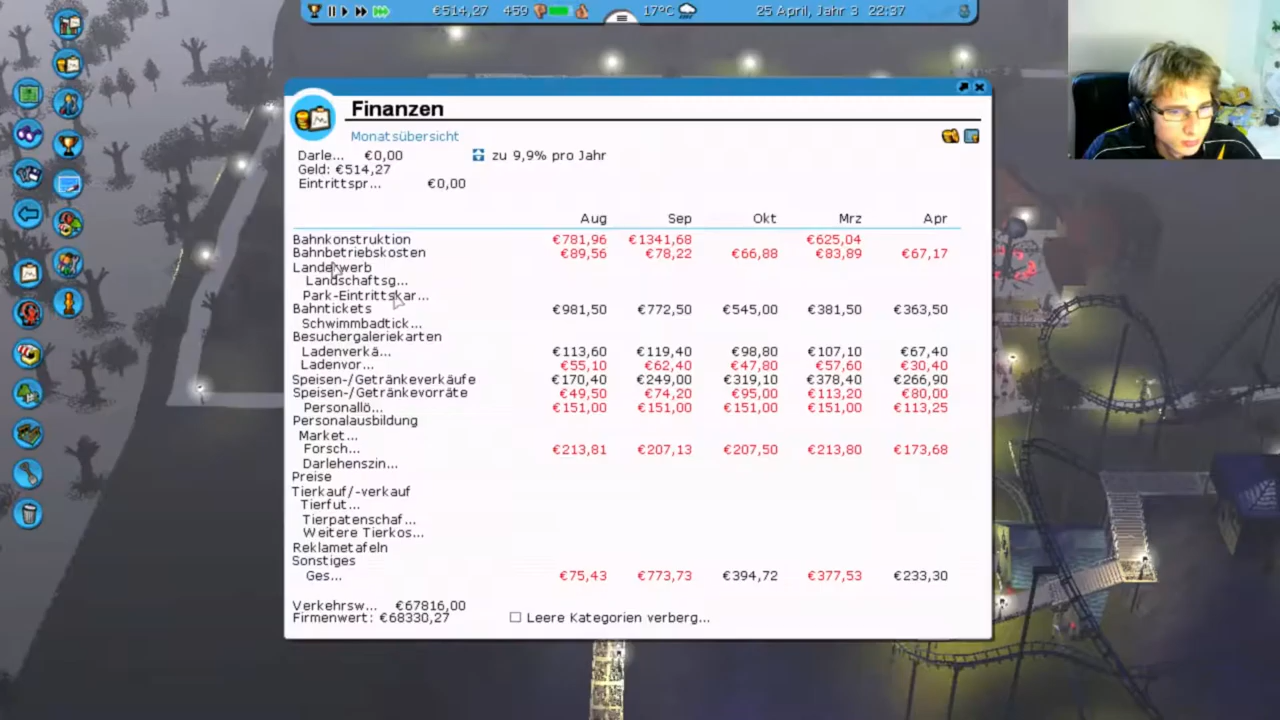 €514,27 459 17°C 25 April, Jahr 3 22:37
Finanzen
Monatsübersicht
Darle... €0,00 zu 9,9% pro Jahr
Geld: €514,27
Eintrittspr... €0,00
Aug Sep Okt Mrz Apr
Bahnkonstruktion €781,96 €1341,68 €625,04
Bahnbetriebskosten €89,56 €78,22 €66,88 €83,89 €67,17
Landerwerb
Landschaftsg...
Park-Eintrittskar...
Bahntickets €981,50 €772,50 €545,00 €381,50 €363,50
Schwimmbadtick...
Besuchergaleriekarten
Ladenverkä... €113,60 €119,40 €98,80 €107,10 €67,40
Ladenvor... €55,10 €62,40 €47,80 €57,60 €30,40
Speisen-/Getränkeverkäufe €170,40 €249,00 €319,10 €378,40 €266,90
Speisen-/Getränkevorräte €49,50 €74,20 €95,00 €113,20 €80,00
Personallö... €151,00 €151,00 €151,00 €151,00 €113,25
Personalausbildung
Market...
Forsch... €213,81 €207,13 €207,50 €213,80 €173,68
Darlehenszin...
Preise
Tierkauf/-verkauf
Tierfut...
Tierpatenschaf...
Weitere Tierkos...
Reklametafeln
Sonstiges
Ges... €75,43 €773,73 €394,72 €377,53 €233,30
Verkehrsw... €67816,00
Firmenwert: €68330,27 Leere Kategorien verberg...